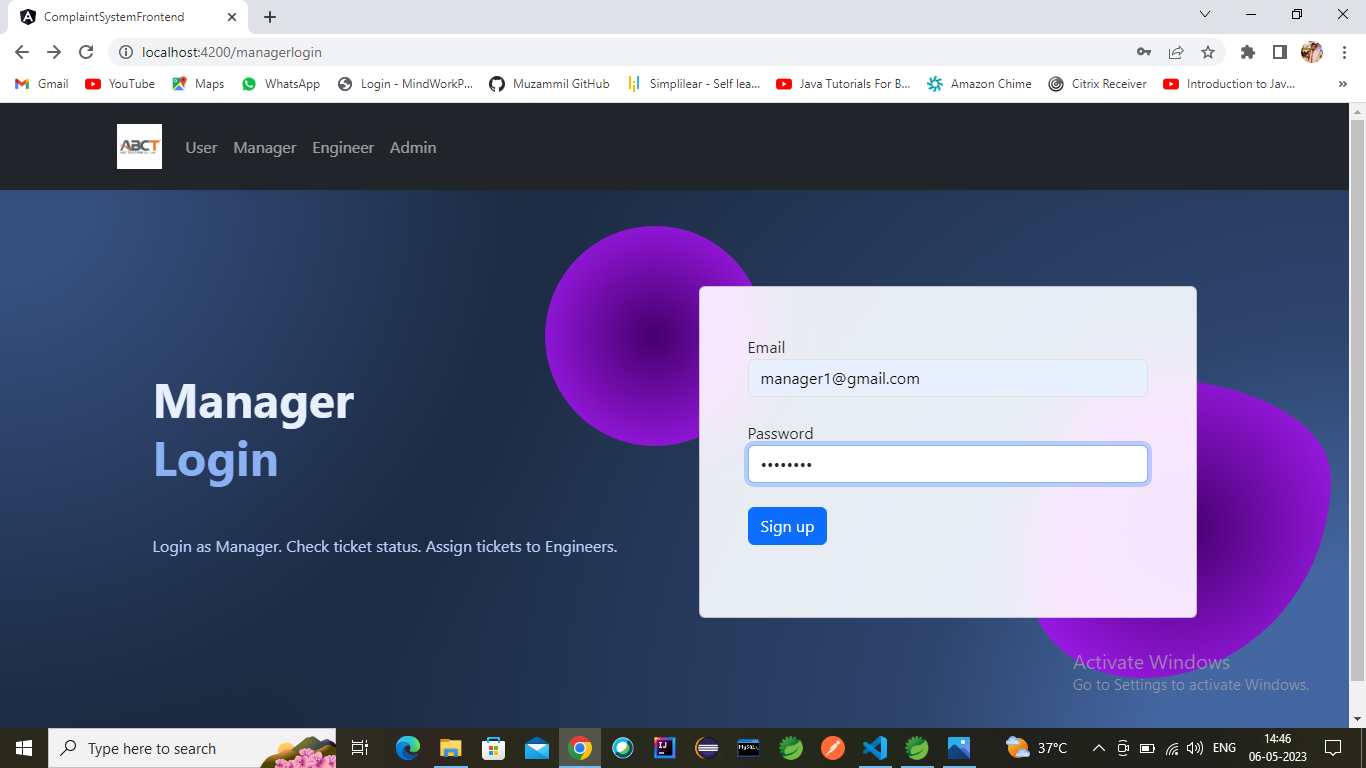 ComplaintSystemFrontend
localhost:4200/managerlogin
Gmail YouTube Maps WhatsApp Login - MindWorkP... Muzammil GitHub Simplilear - Self lea... Java Tutorials For B... Amazon Chime Citrix Receiver Introduction to Jav... »
ABCT User Manager Engineer Admin
Manager
Login
Login as Manager. Check ticket status. Assign tickets to Engineers.
Email
manager1@gmail.com
Password
••••••••
Sign up
Activate Windows
Go to Settings to activate Windows.
Type here to search
37°C
ENG
14:46
06-05-2023